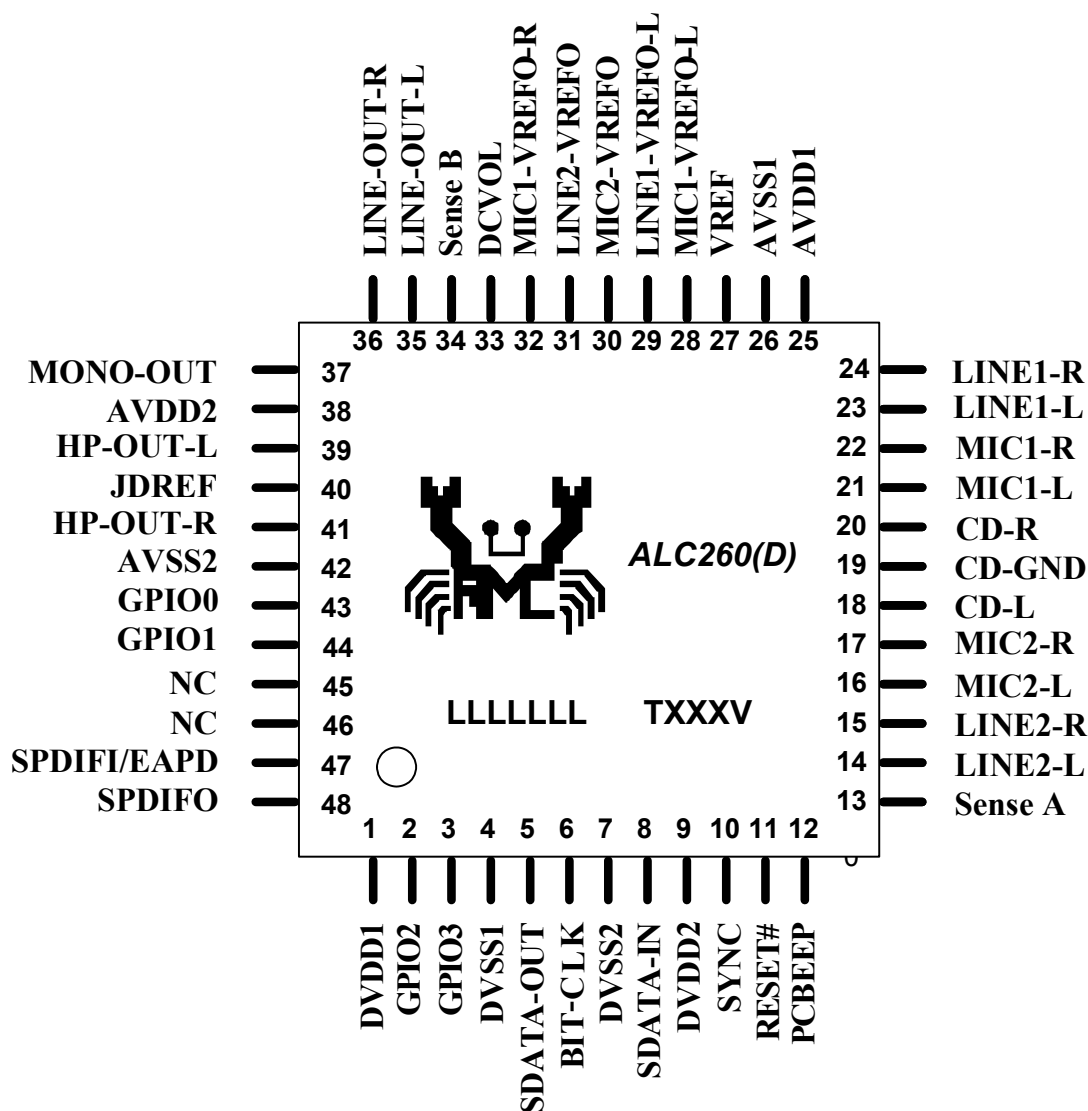 LINE-OUT-R
LINE-OUT-L
Sense B
DCVOL
MIC1-VREFO-R
LINE2-VREFO
MIC2-VREFO
LINE1-VREFO-L
MIC1-VREFO-L
VREF
AVSS1
AVDD1
36 35 34 33 32 31 30 29 28 27 26 25
MONO-OUT 37
AVDD2 38
HP-OUT-L 39
JDREF 40
HP-OUT-R 41
AVSS2 42
GPIO0 43
GPIO1 44
NC 45
NC 46
SPDIFI/EAPD 47
SPDIFO 48
ALC260(D)
LLLLLLL TXXXV
24 LINE1-R
23 LINE1-L
22 MIC1-R
21 MIC1-L
20 CD-R
19 CD-GND
18 CD-L
17 MIC2-R
16 MIC2-L
15 LINE2-R
14 LINE2-L
13 Sense A
1 2 3 4 5 6 7 8 9 10 11 12
DVDD1
GPIO2
GPIO3
DVSS1
SDATA-OUT
BIT-CLK
DVSS2
SDATA-IN
DVDD2
SYNC
RESET#
PCBEEP